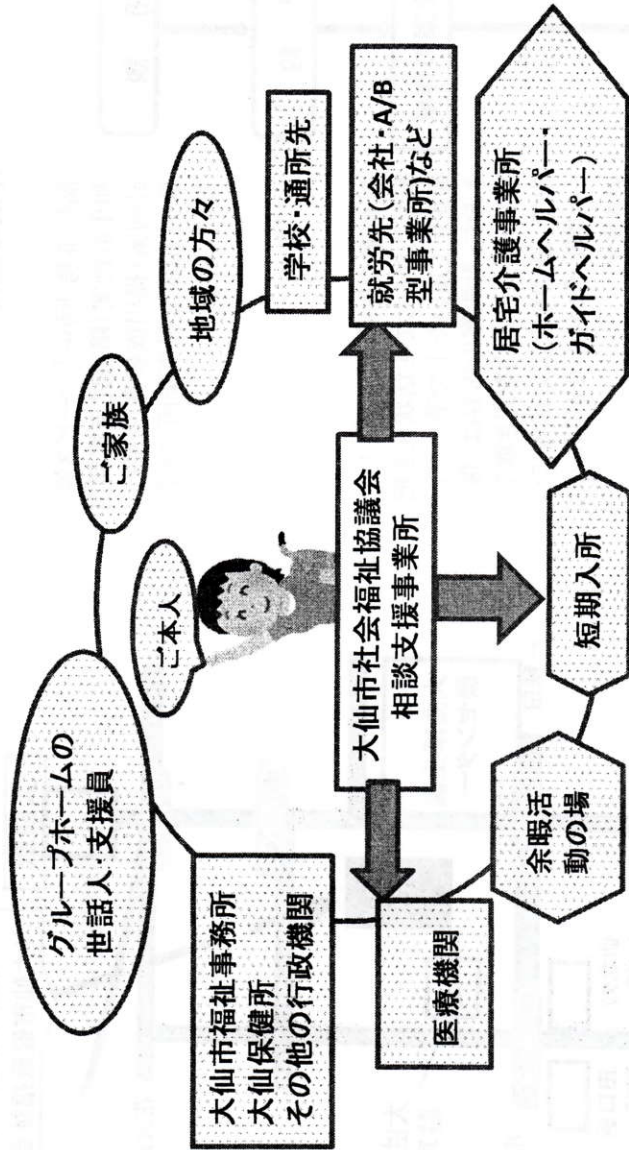 グループホームの
世話人・支援員
ご家族
地域の方々
ご本人
学校・通所先
大仙市福祉事務所
大仙保健所
その他の行政機関
大仙市社会福祉協議会
相談支援事業所
就労先(会社・A/B
型事業所)など
医療機関
余暇活
動の場
短期入所
居宅介護事業所
(ホームヘルパー・
ガイドヘルパー)